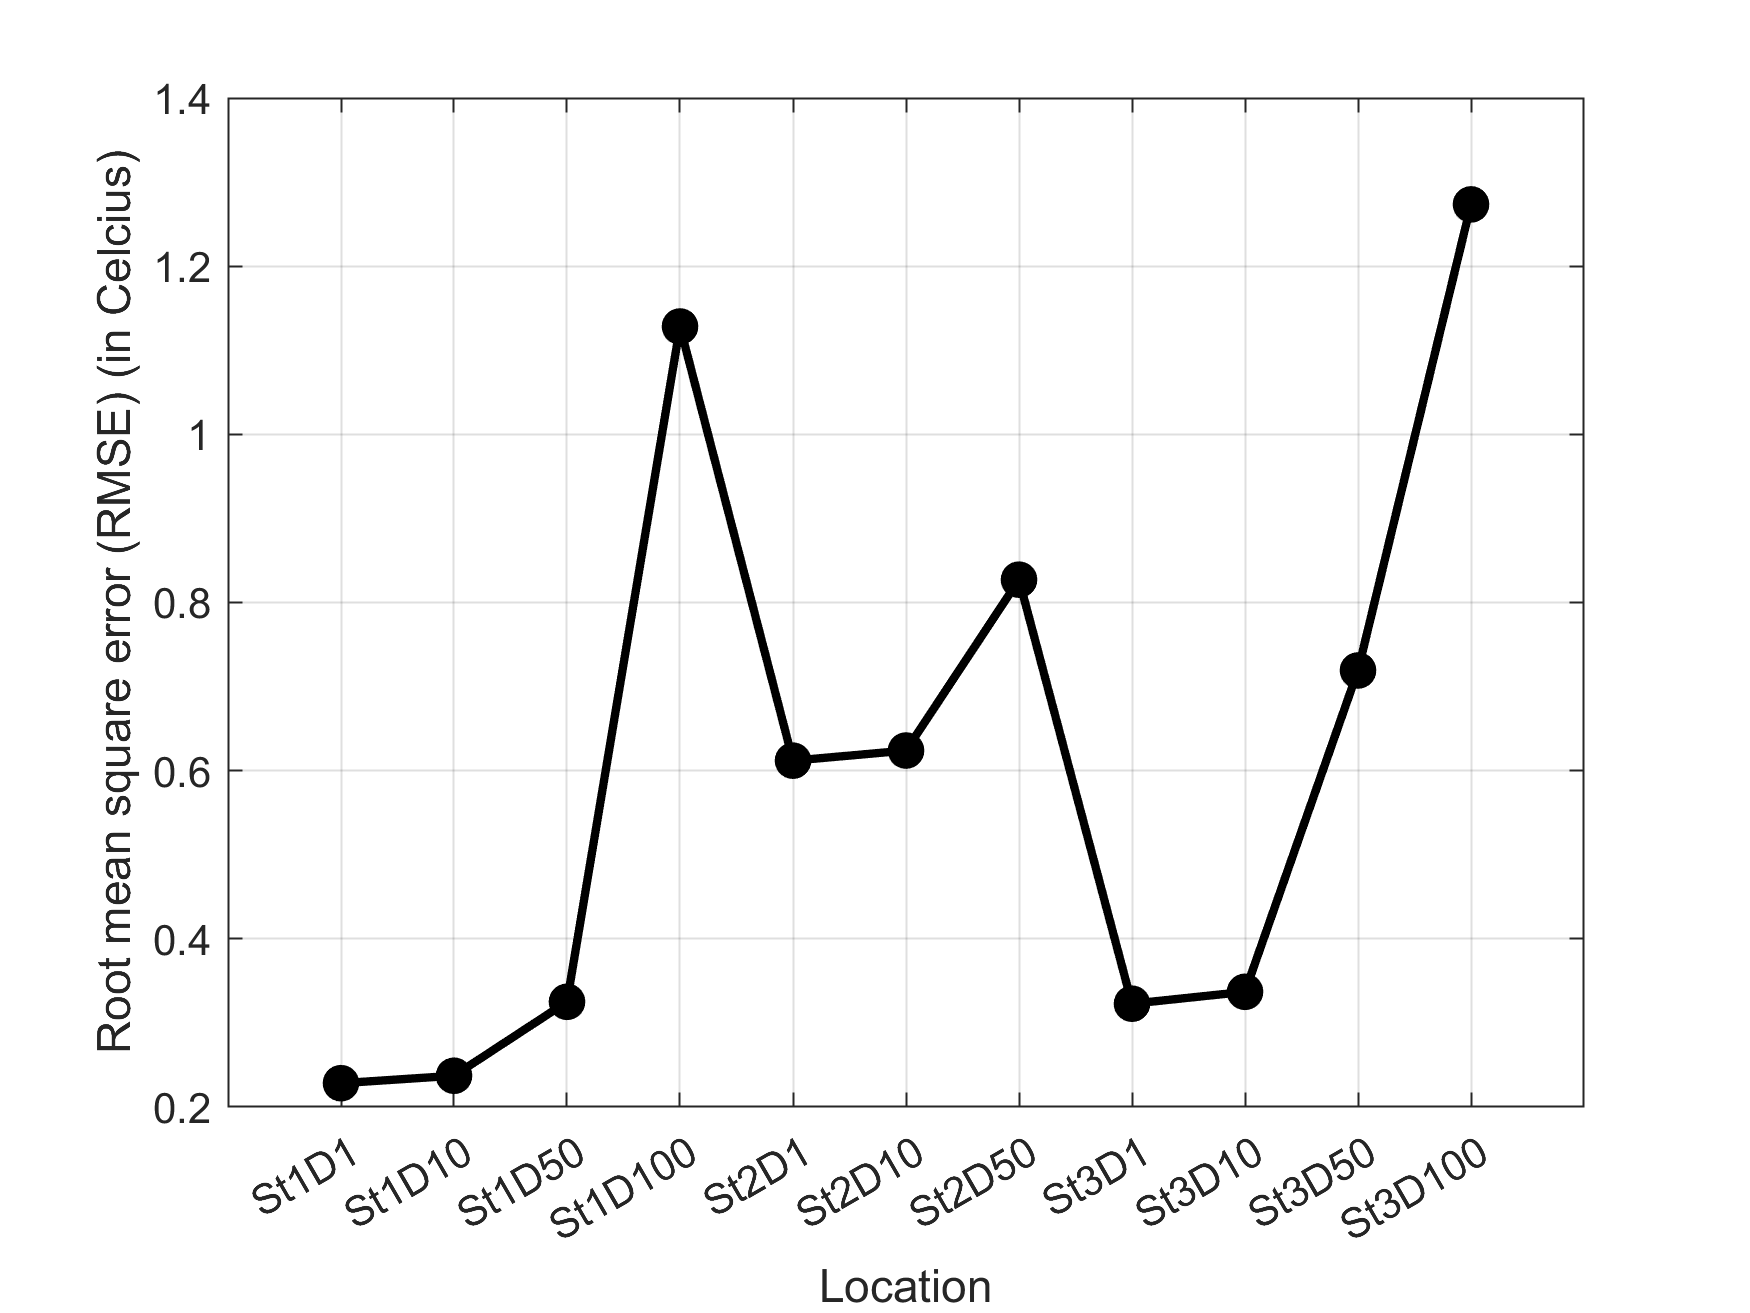 Root mean square error (RMSE) (in Celcius)
1.4
1.2
1
0.8
0.6
0.4
0.2
St1D1
St1D10
St1D50
St1D100
St2D1
St2D10
St2D50
St3D1
St3D10
St3D50
St3D100
Location